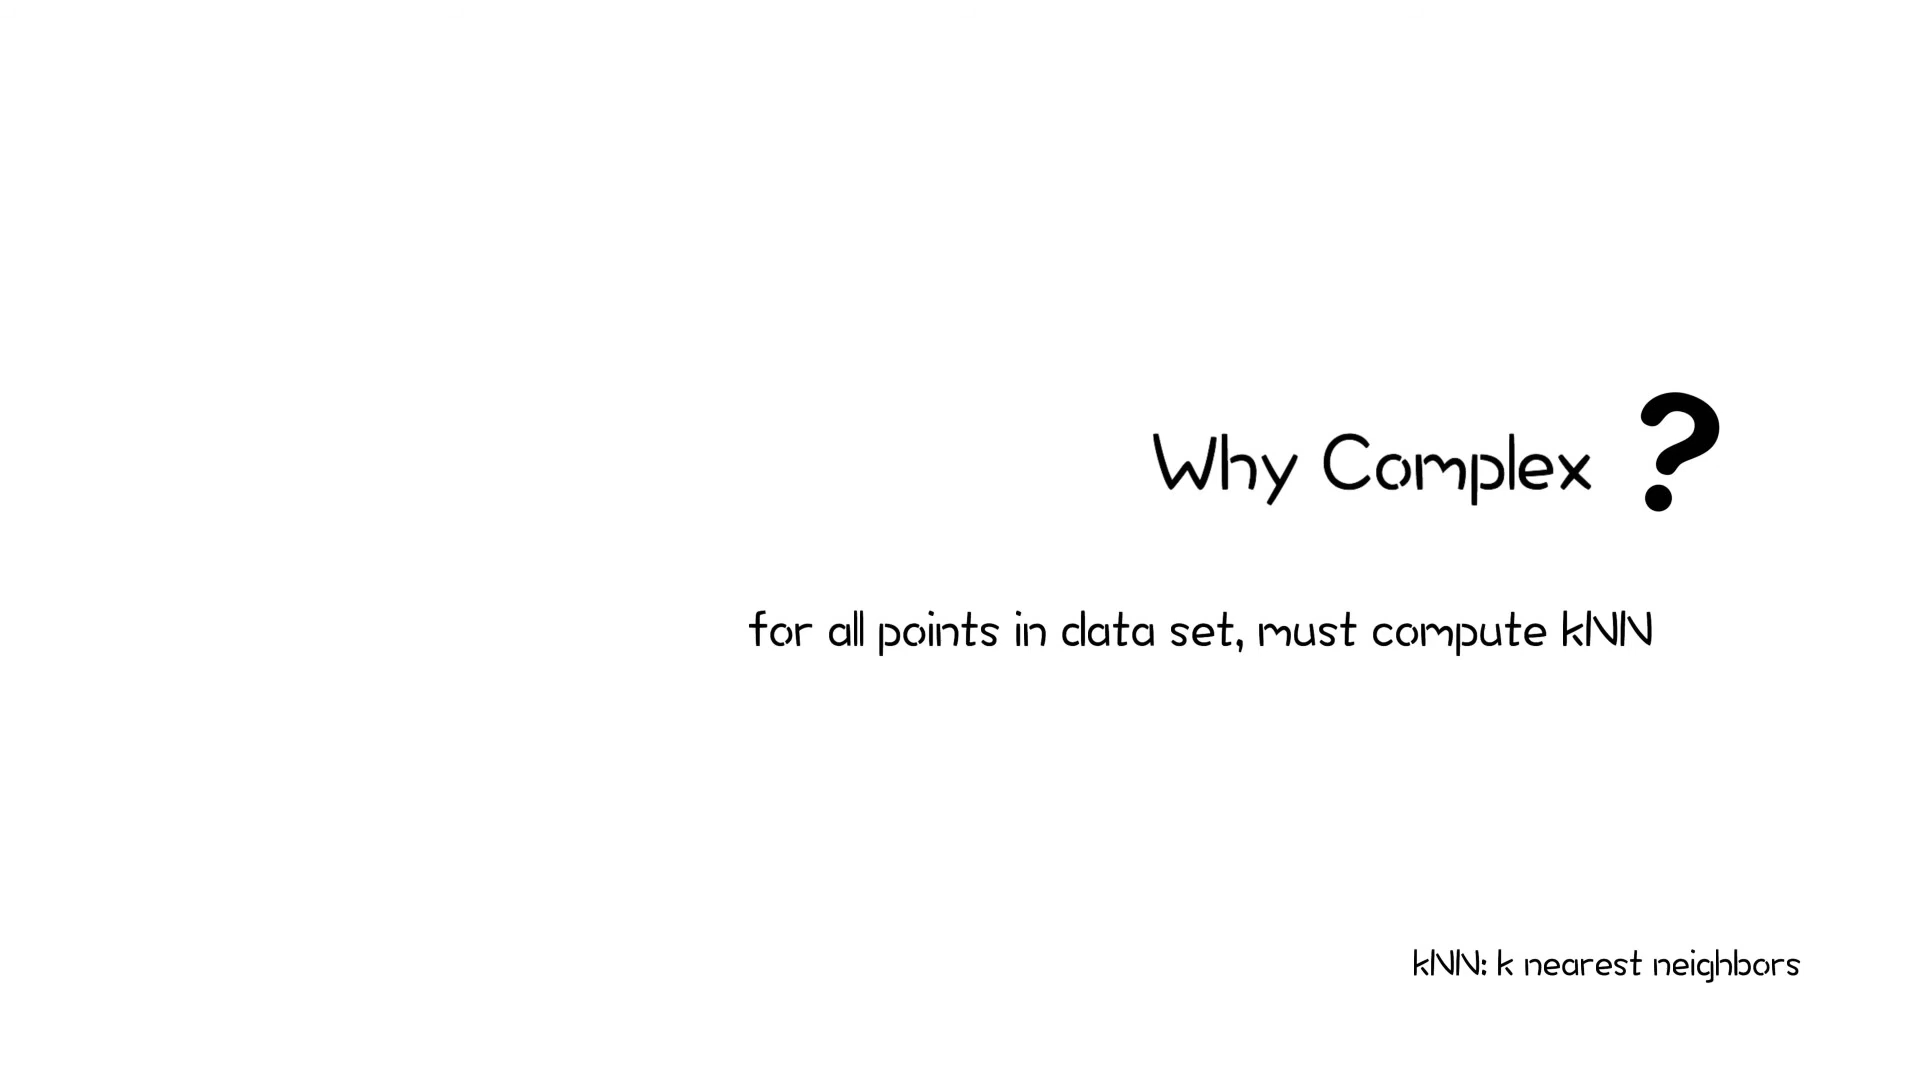 Why Complex ?
for all points in data set, must compute kNN
kNN: k nearest neighbors